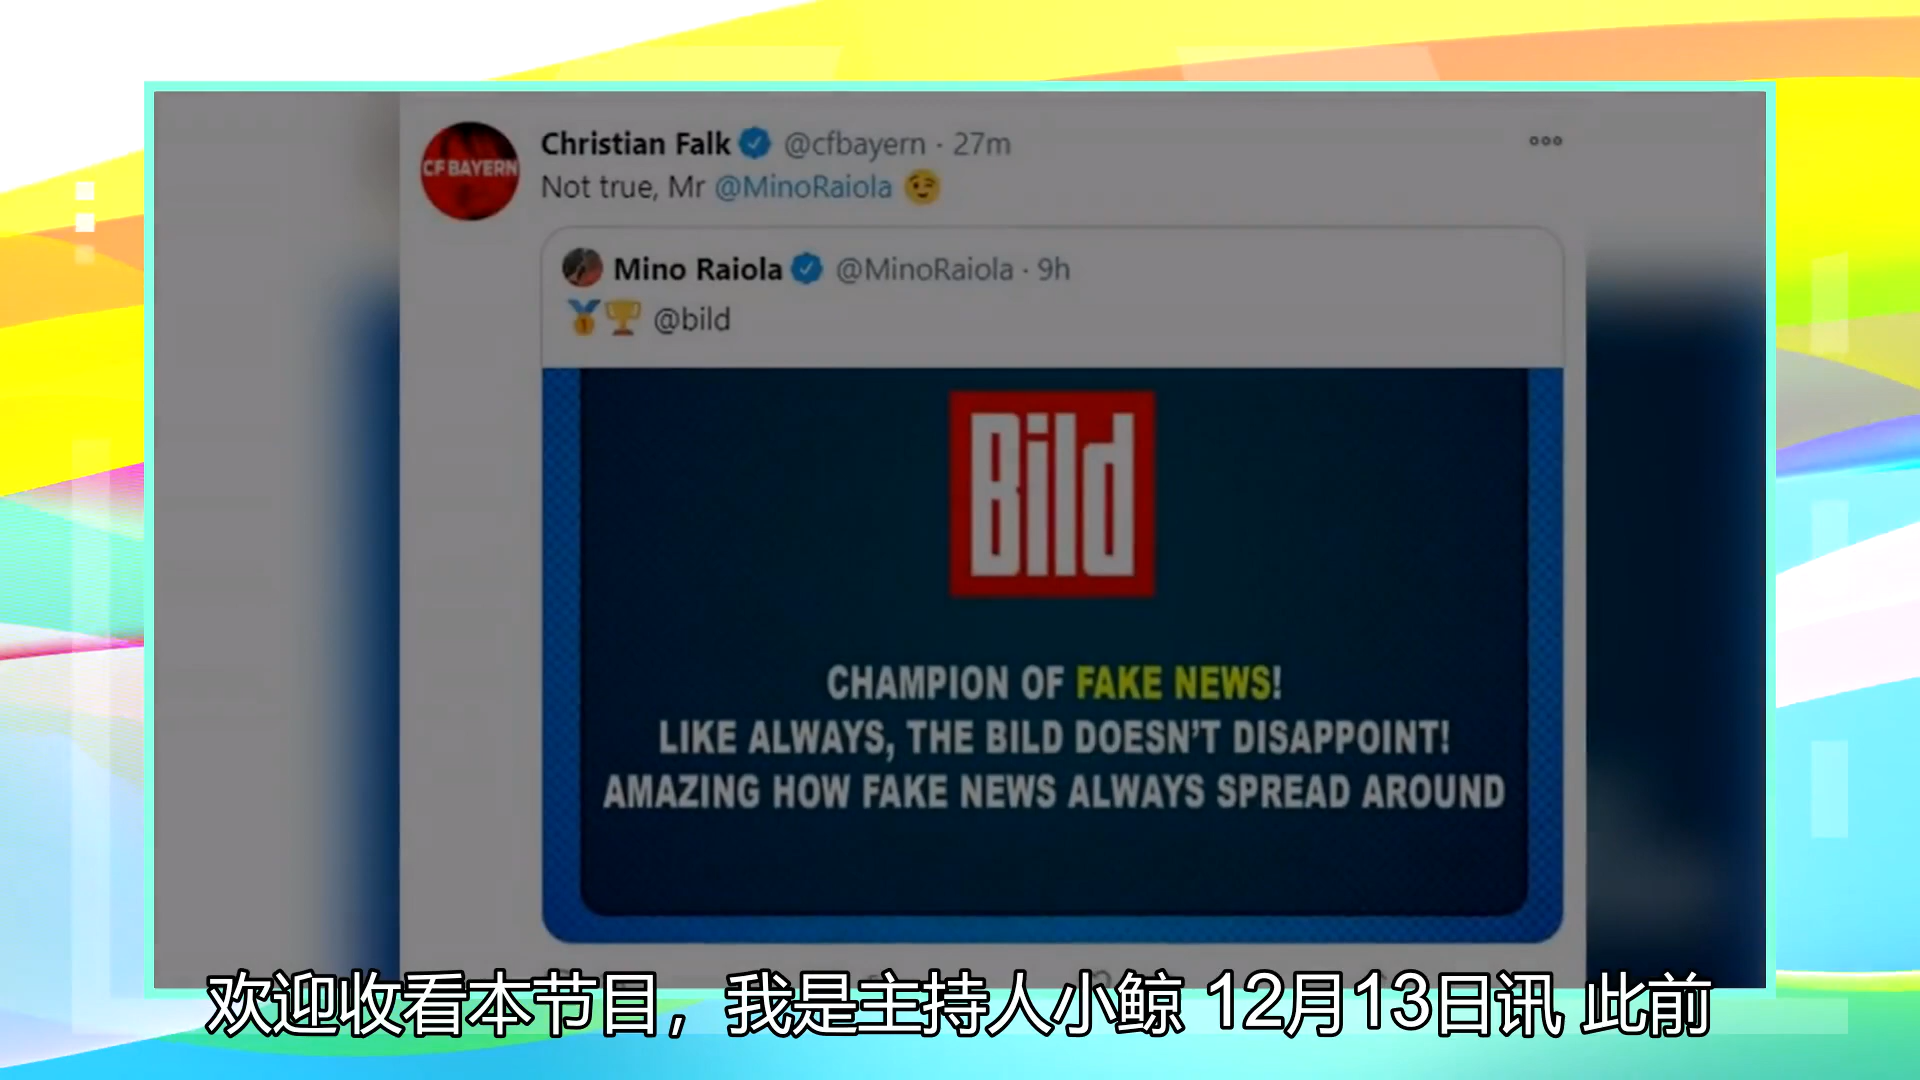 CF BAYERN
Christian Falk @cfbayern · 27m
Not true, Mr @MinoRaiola 😉
Mino Raiola @MinoRaiola · 9h
🥇🏆 @bild
Bild
CHAMPION OF FAKE NEWS!
LIKE ALWAYS, THE BILD DOESN'T DISAPPOINT!
AMAZING HOW FAKE NEWS ALWAYS SPREAD AROUND
欢迎收看本节目，我是主持人小鲸 12月13日讯 此前